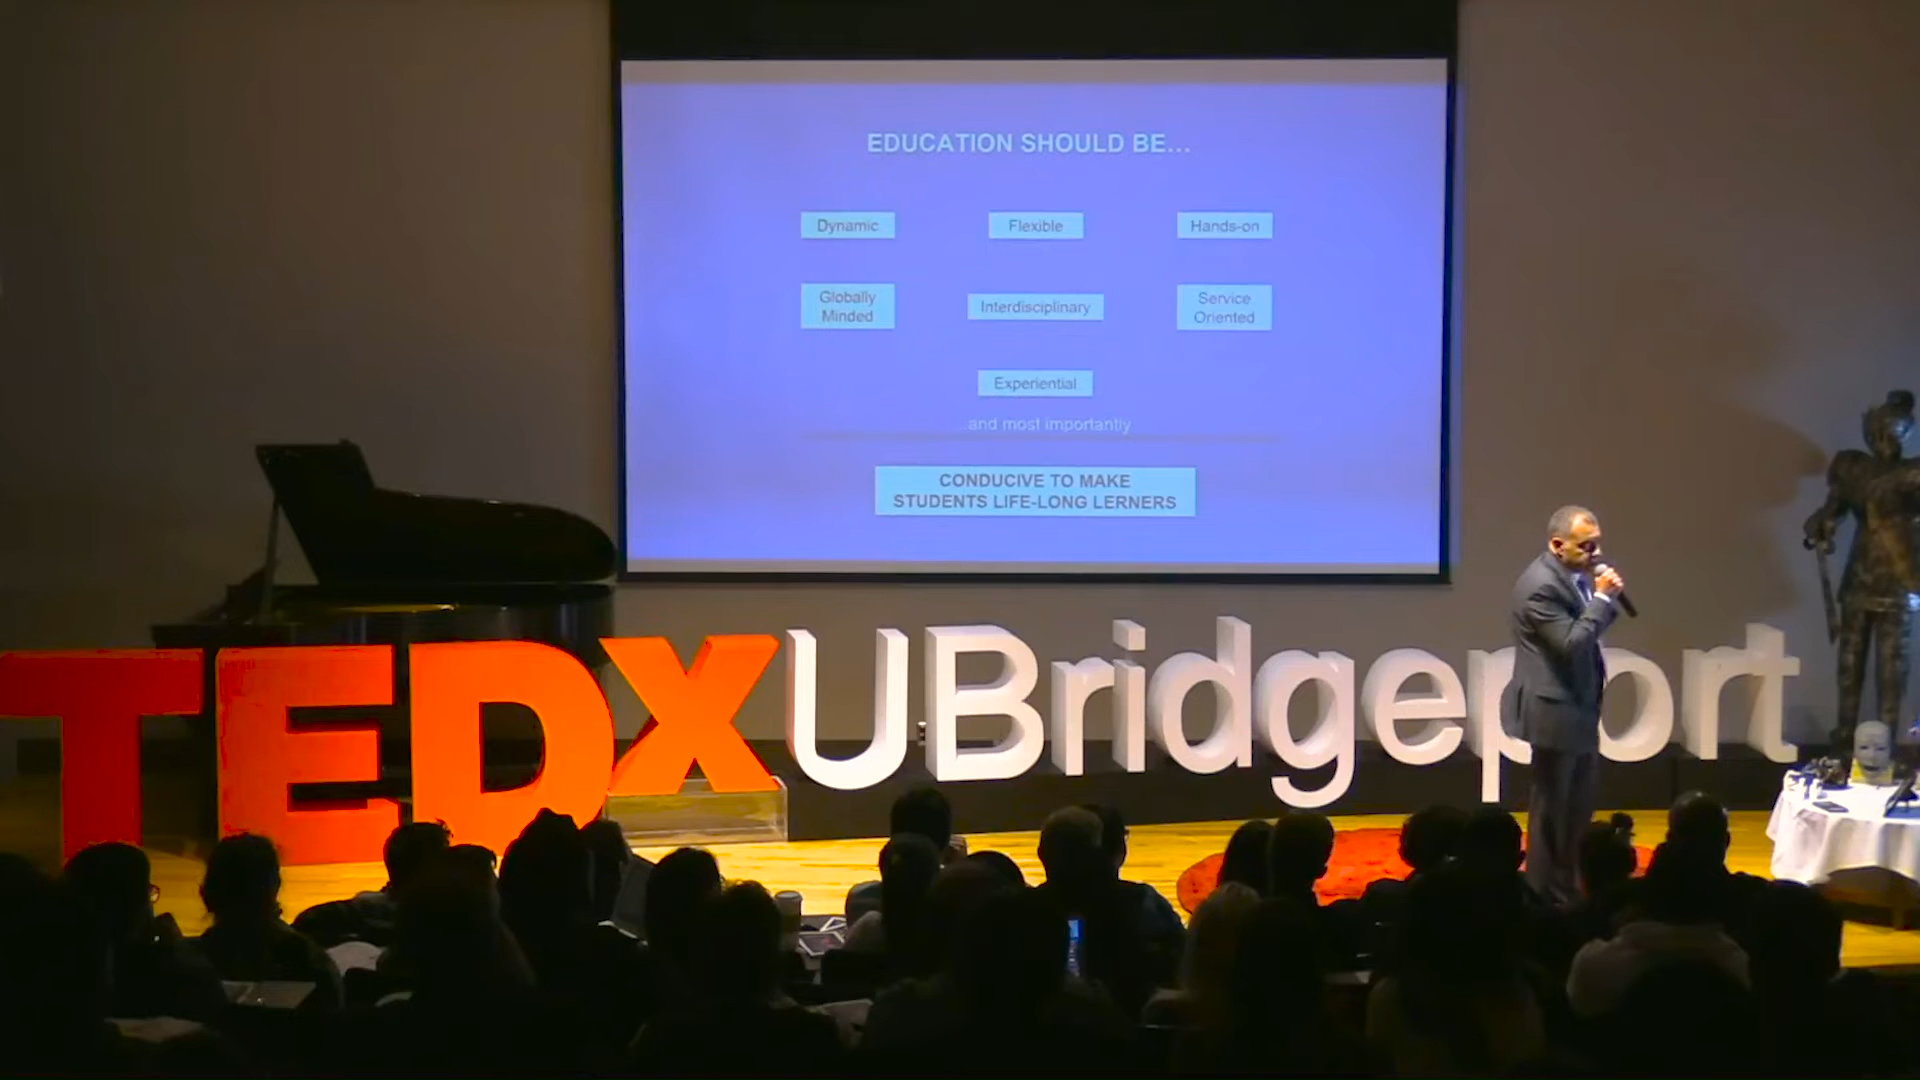 EDUCATION SHOULD BE...
Dynamic
Flexible
Hands-on
Globally
Minded
Interdisciplinary
Service
Oriented
Experiential
...and most importantly
CONDUCIVE TO MAKE
STUDENTS LIFE-LONG LERNERS
TEDxUBridgeport